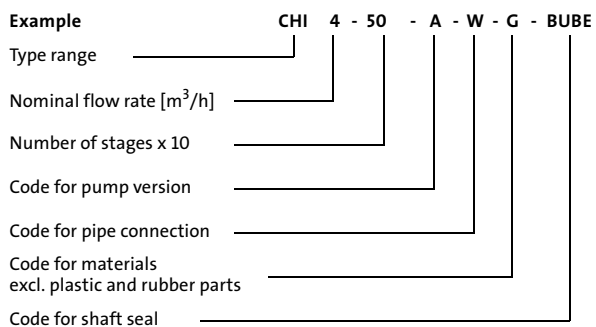 Example CHI 4 - 50 - A - W - G - BUBE
Type range
Nominal flow rate [m³/h]
Number of stages x 10
Code for pump version
Code for pipe connection
Code for materials
excl. plastic and rubber parts
Code for shaft seal